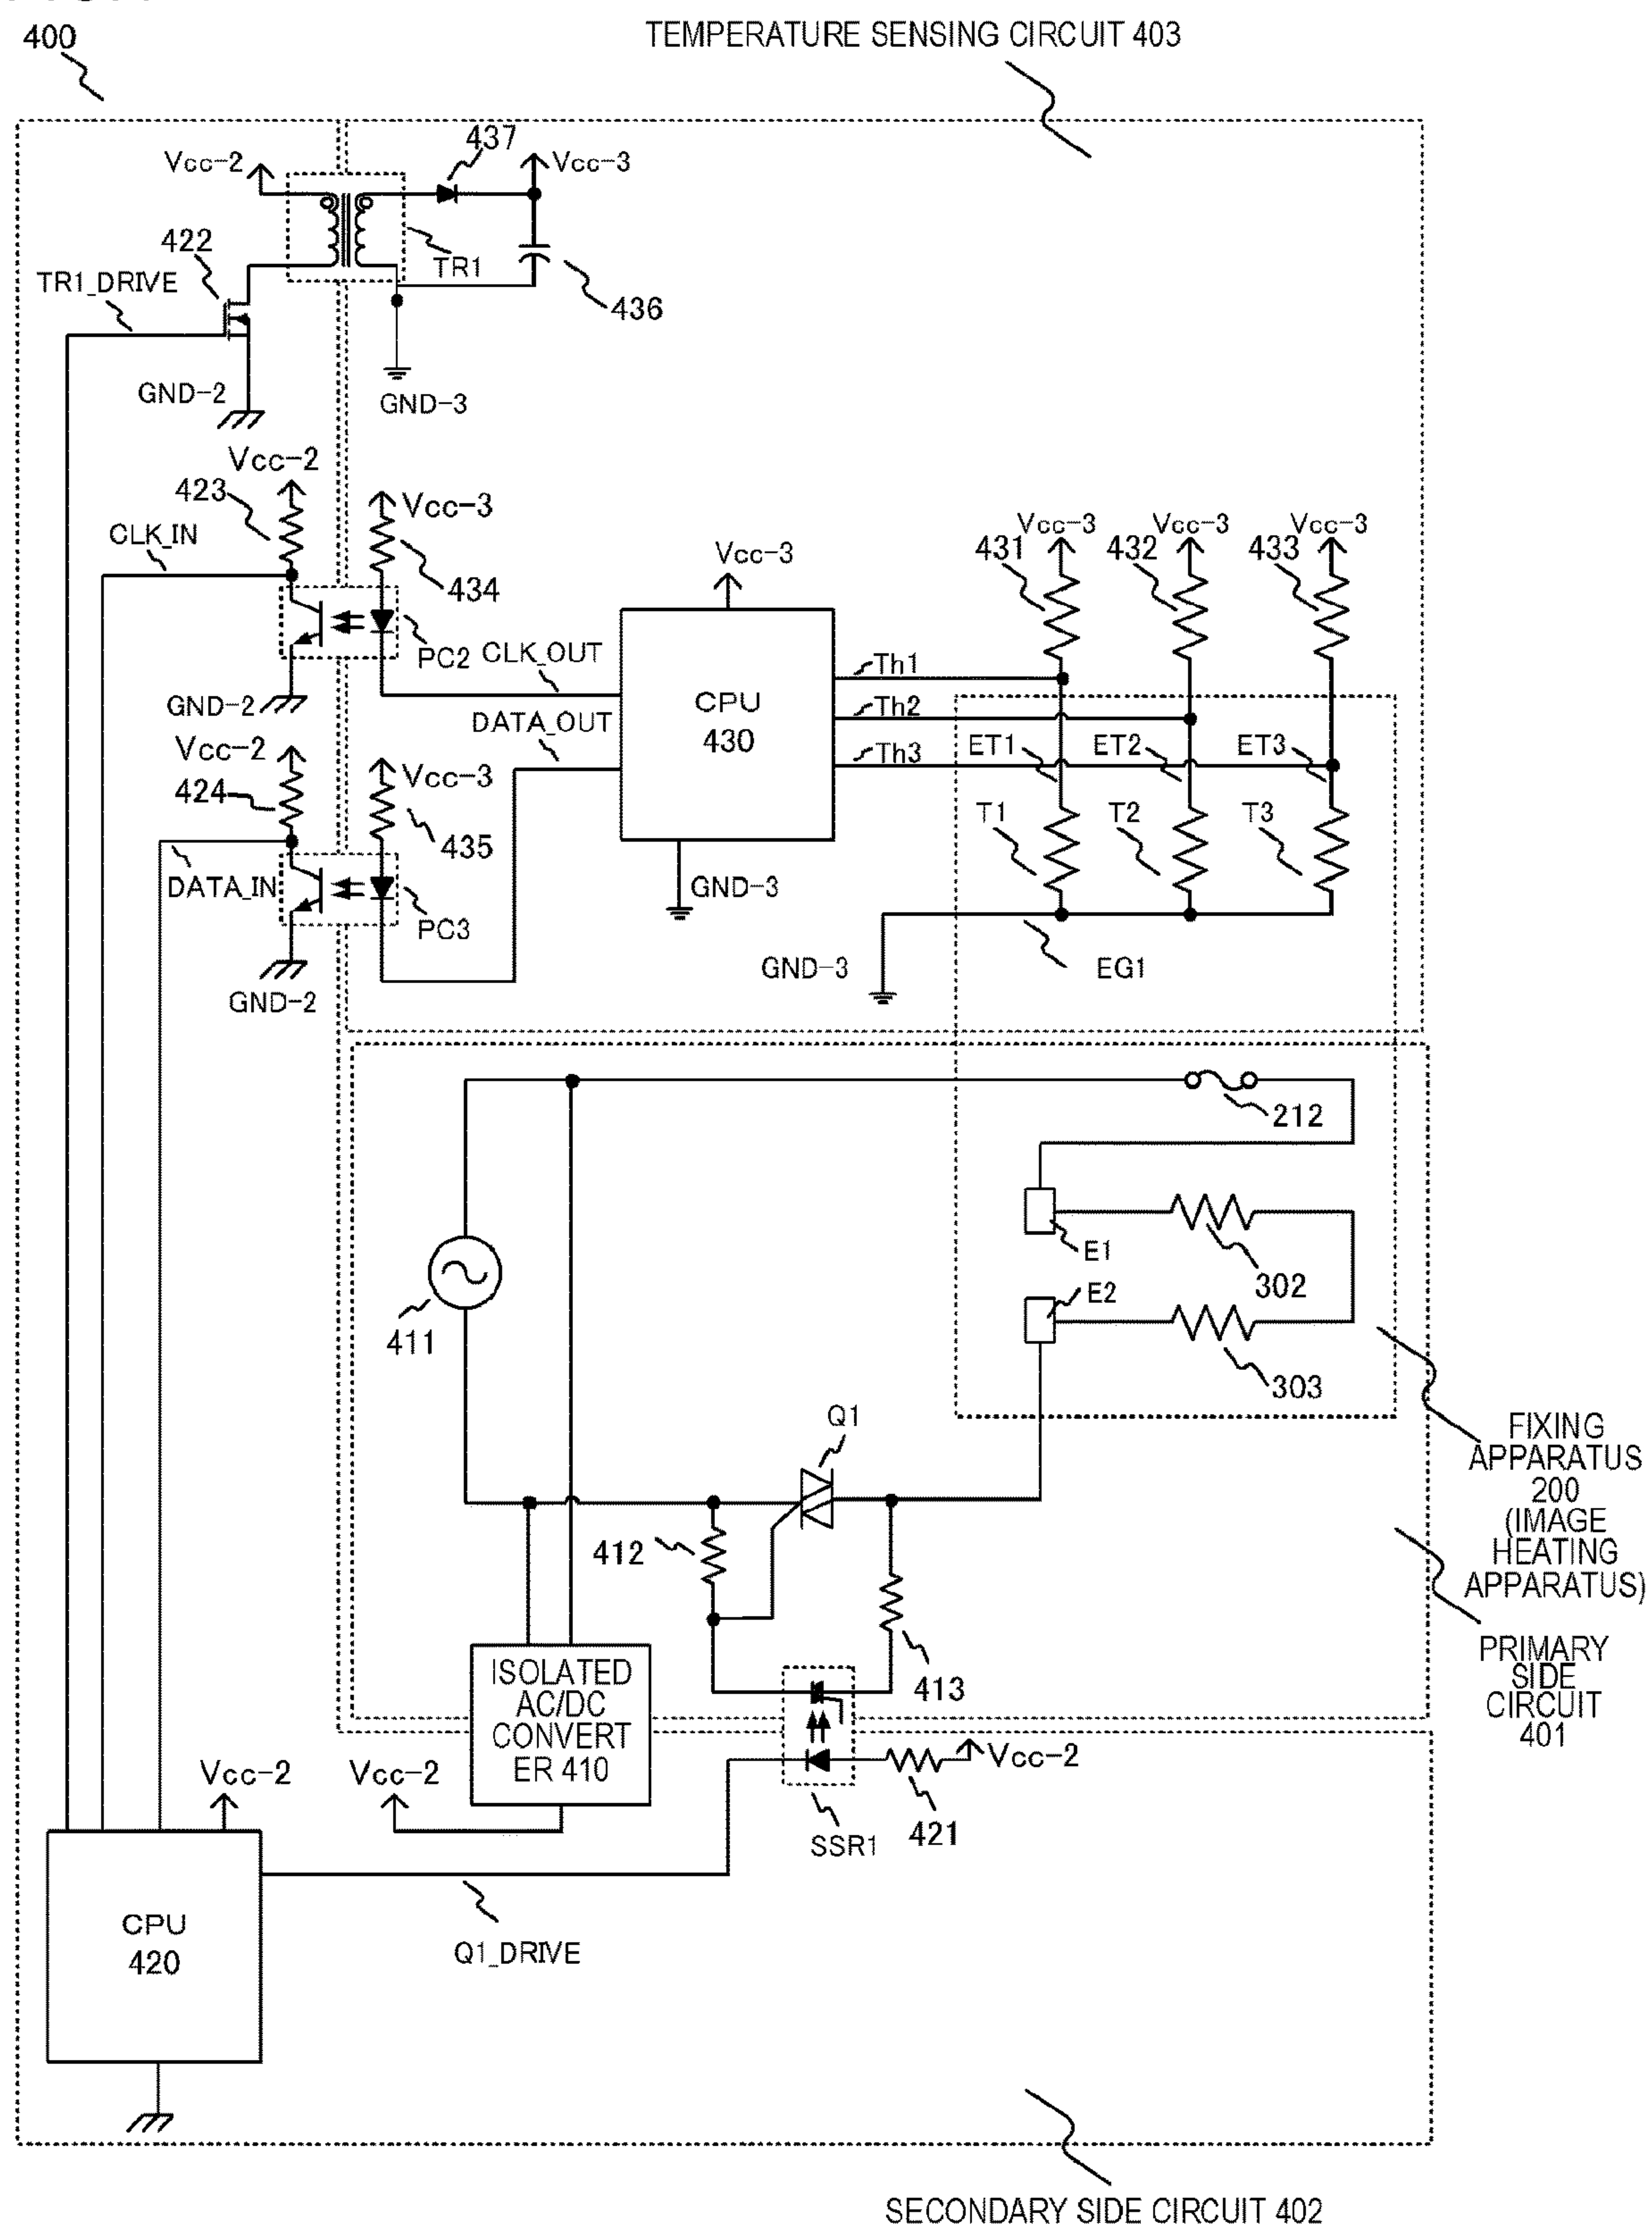 400
TEMPERATURE SENSING CIRCUIT 403
437
Vcc-2
Vcc-3
422
TR1
TR1_DRIVE
436
GND-2
GND-3
Vcc-2
423
Vcc-3
CLK_IN
434
PC2
CLK_OUT
GND-2
DATA_OUT
Vcc-2
424
Vcc-3
435
DATA_IN
PC3
GND-2
Vcc-3
CPU
430
GND-3
Vcc-3
Vcc-3
Vcc-3
431
432
433
Th1
Th2
Th3
ET1
ET2
ET3
T1
T2
T3
GND-3
EG1
212
E1
302
E2
303
411
Q1
412
413
FIXING
APPARATUS
200
(IMAGE
HEATING
APPARATUS)
PRIMARY
SIDE
CIRCUIT
401
ISOLATED
AC/DC
CONVERT
ER 410
Vcc-2
Vcc-2
Vcc-2
SSR1
421
CPU
420
Q1_DRIVE
SECONDARY SIDE CIRCUIT 402